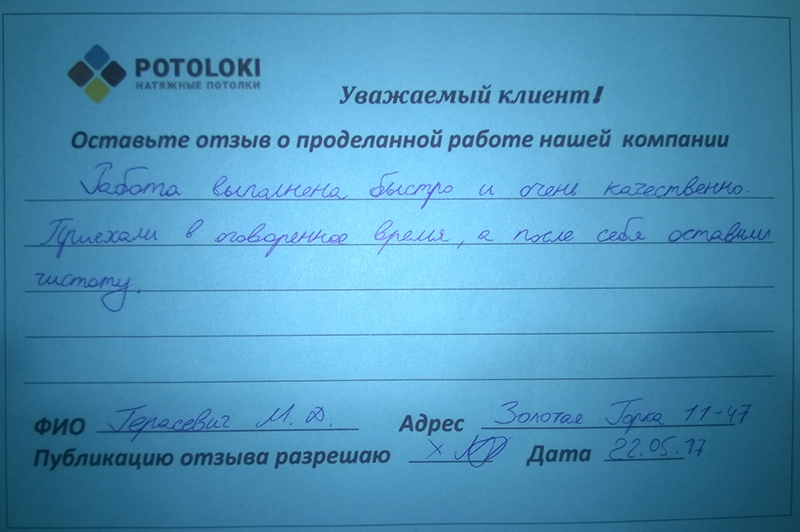 POTOLOKI
НАТЯЖНЫЕ ПОТОЛКИ
Уважаемый клиент!
Оставьте отзыв о проделанной работе нашей компании
Работа выполнена быстро и очень качественно.
Приехали в оговоренное время, а после себя оставили
чистоту.
ФИО Герасевич М. Д. Адрес Золотая Горка 11-47
Публикацию отзыва разрешаю х Дата 22.05.17